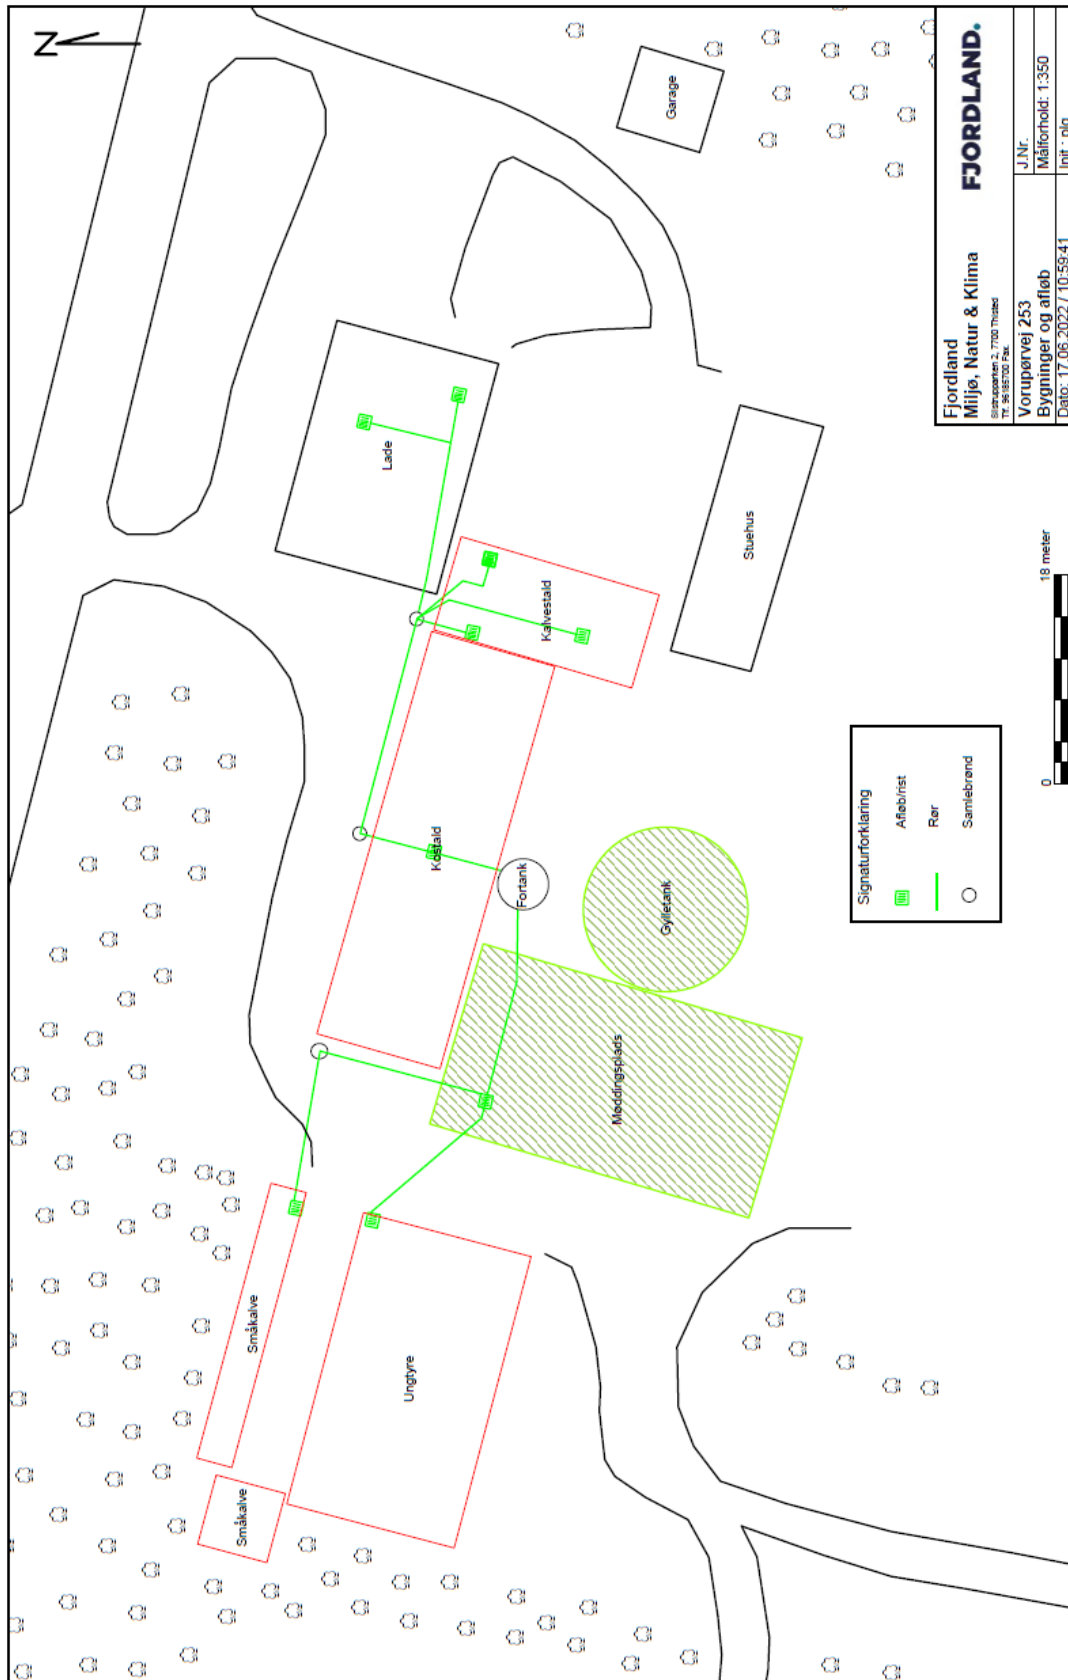 N
Garage
Lade
Stuehus
Kalvestald
Kostald
Fortank
Gylletank
Møddingsplads
Småkalve
Ungtyre
Småkalve
Signaturforklaring
Afløb/rist
Rør
Samlebrønd
0
18 meter
Fjordland
Miljø, Natur & Klima
FJORDLAND.
7700 Thisted
Vorupørvej 253
J.Nr.
Bygninger og afløb
Målforhold: 1:350
Dato: 17.06.2022 / 10:59:41